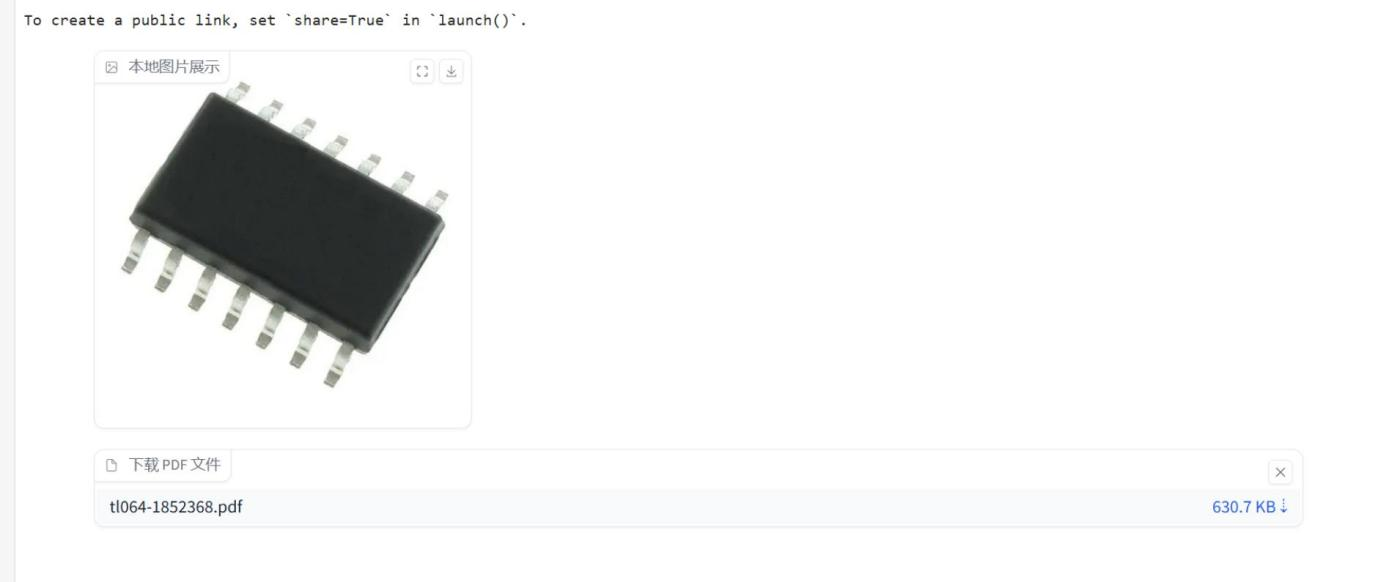 To create a public link, set `share=True` in `launch()`.
本地图片展示
下载 PDF 文件
tl064-1852368.pdf
630.7 KB ⇣